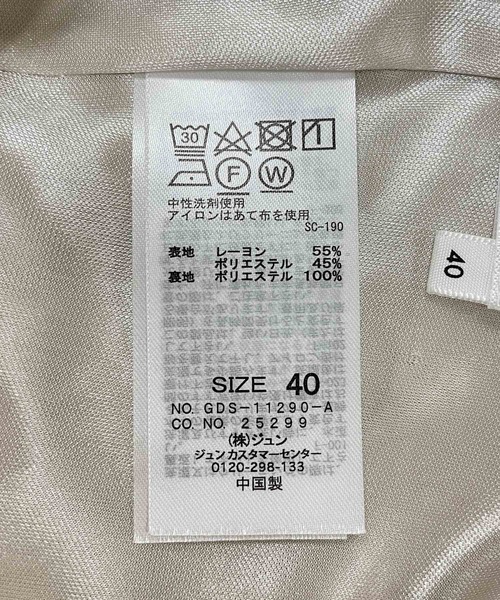 30
F W
中性洗剤使用
アイロンはあて布を使用
SC-190
表地 レーヨン 55%
ポリエステル 45%
裏地 ポリエステル 100%
SIZE 40
NO. GDS-11290-A
CO. NO. 25299
(株)ジュン
ジュンカスタマーセンター
0120-298-133
中国製
40